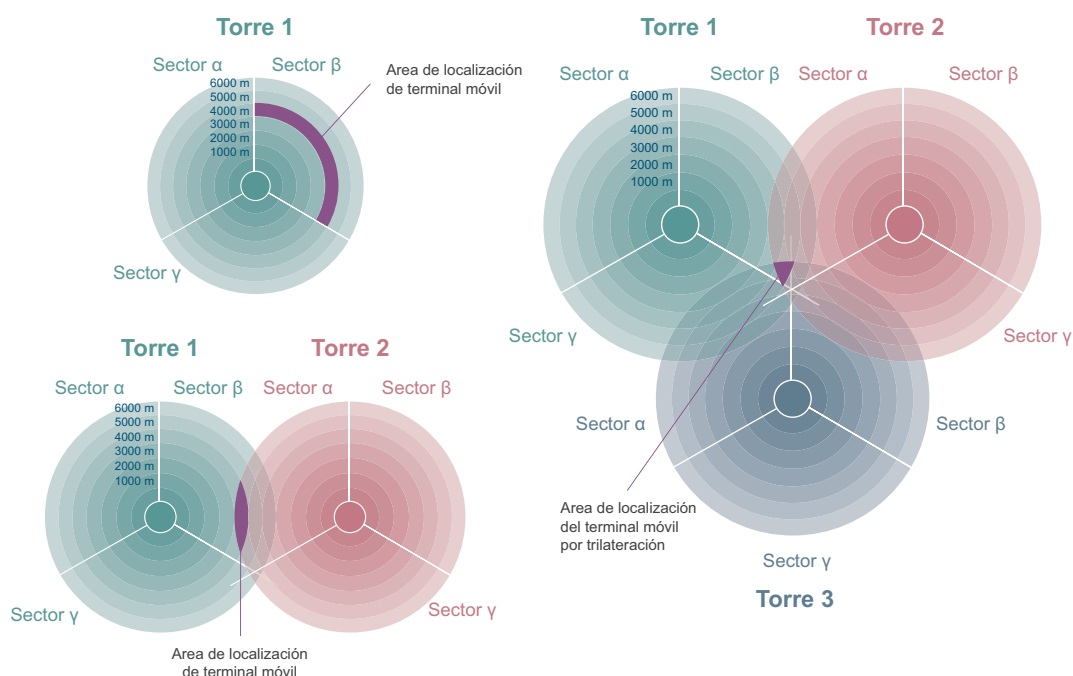 Torre 1
Sector α
Sector β
6000 m
5000 m
4000 m
3000 m
2000 m
1000 m
Sector γ
Area de localización
de terminal móvil
Torre 1
Torre 2
Sector α
Sector β
Sector α
Sector β
6000 m
5000 m
4000 m
3000 m
2000 m
1000 m
Sector γ
Sector γ
Area de localización
de terminal móvil
Torre 1
Torre 2
Sector α
Sector β
Sector α
Sector β
6000 m
5000 m
4000 m
3000 m
2000 m
1000 m
Sector γ
Sector γ
Sector α
Sector β
Area de localización
del terminal móvil
por trilateración
Sector γ
Torre 3